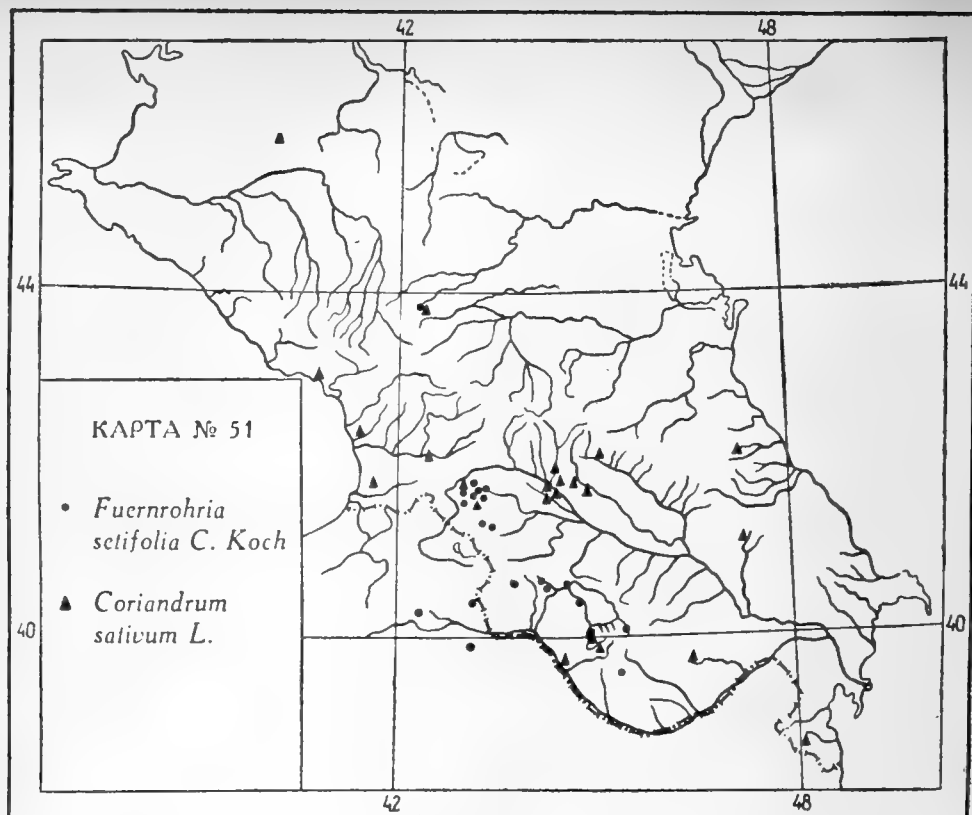 42 48
44 44
КАРТА № 51
Fuernrohria
setifolia C. Koch
Coriandrum
sativum L.
40 40
42 48